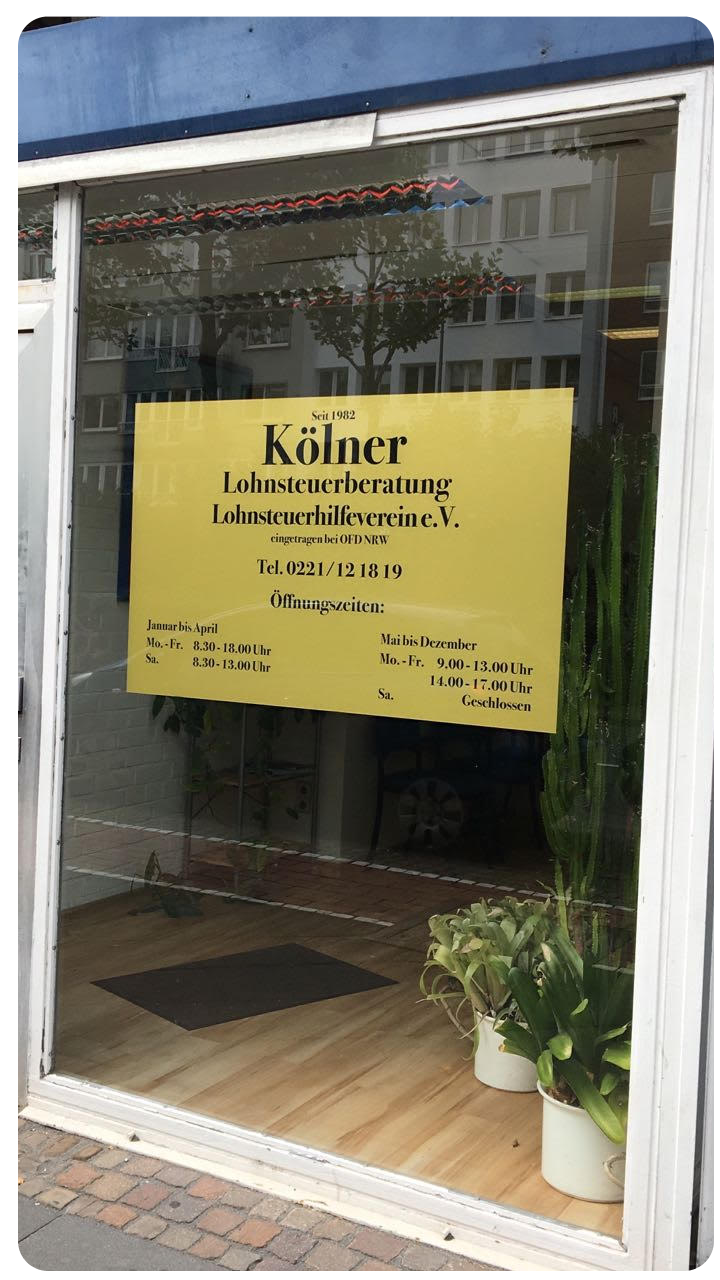 Seit 1982
Kölner
Lohnsteuerberatung
Lohnsteuerhilfeverein e.V.
eingetragen bei OFD NRW
Tel. 0221/12 18 19
Öffnungszeiten:
Januar bis April
Mo. - Fr. 8.30 - 18.00 Uhr
Sa. 8.30 - 13.00 Uhr
Mai bis Dezember
Mo. - Fr. 9.00 - 13.00 Uhr
14.00 - 17.00 Uhr
Sa. Geschlossen